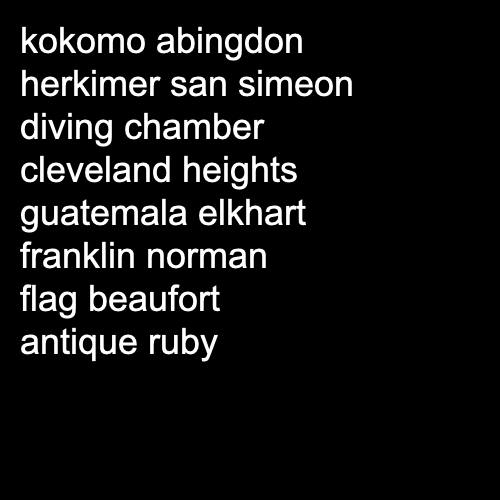 kokomo abingdon
herkimer san simeon
diving chamber
cleveland heights
guatemala elkhart
franklin norman
flag beaufort
antique ruby